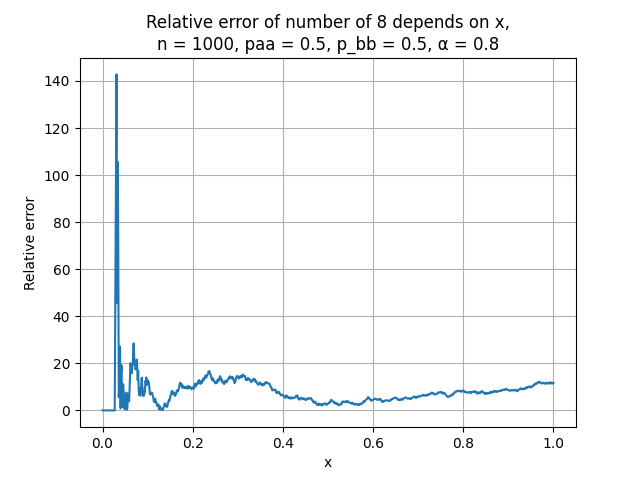 Relative error of number of 8 depends on x,
n = 1000, paa = 0.5, p_bb = 0.5, α = 0.8
Relative error
140
120
100
80
60
40
20
0
0.0 0.2 0.4 0.6 0.8 1.0
x